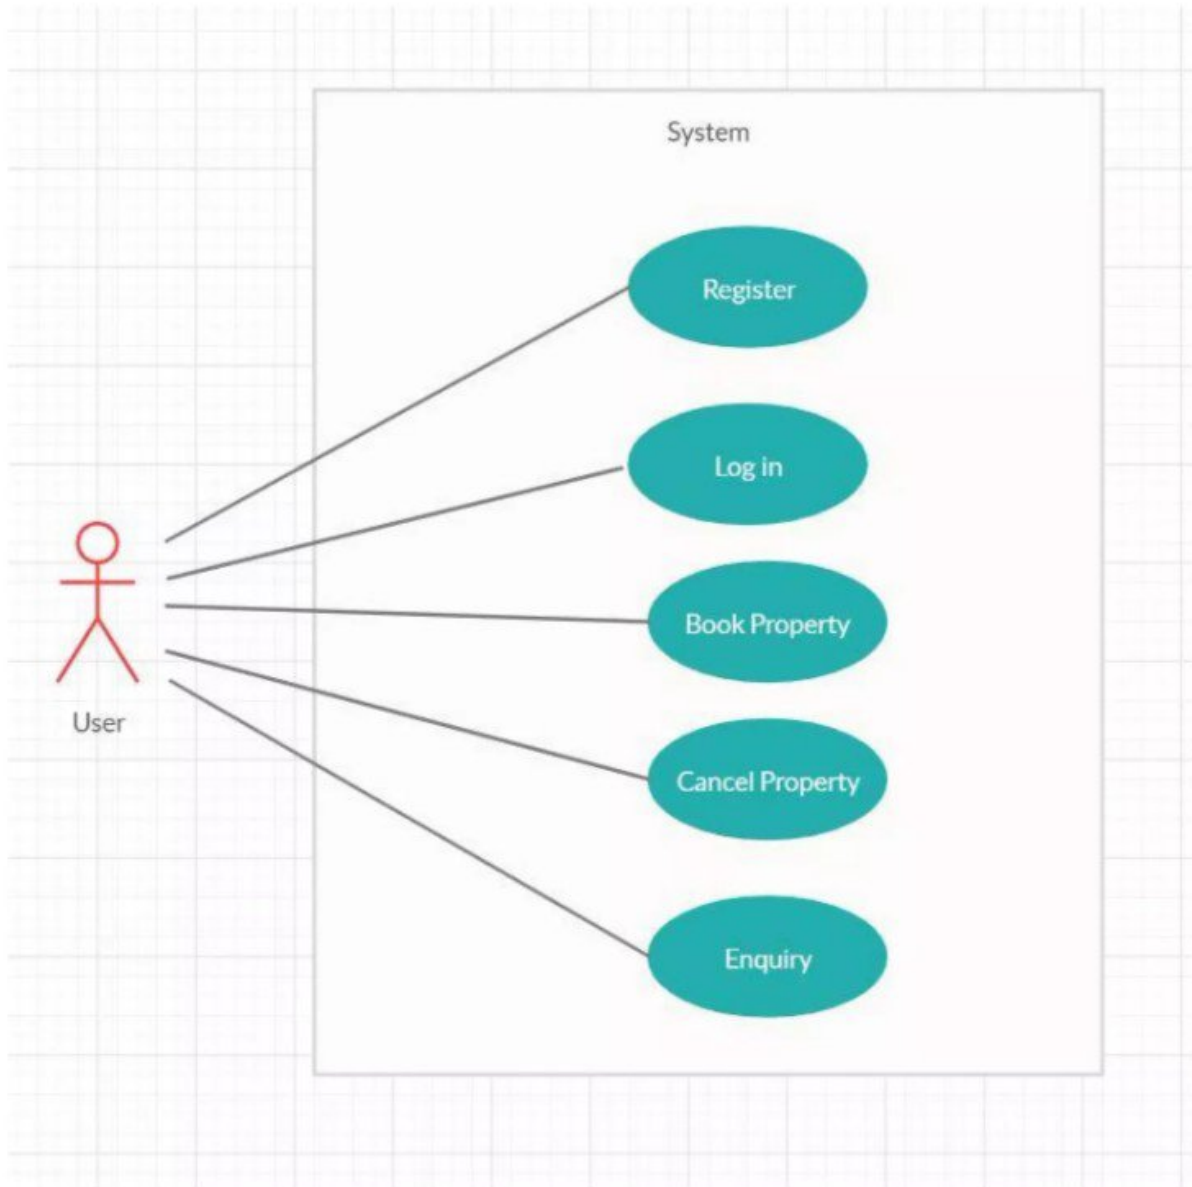 System
Register
Log in
Book Property
User
Cancel Property
Enquiry